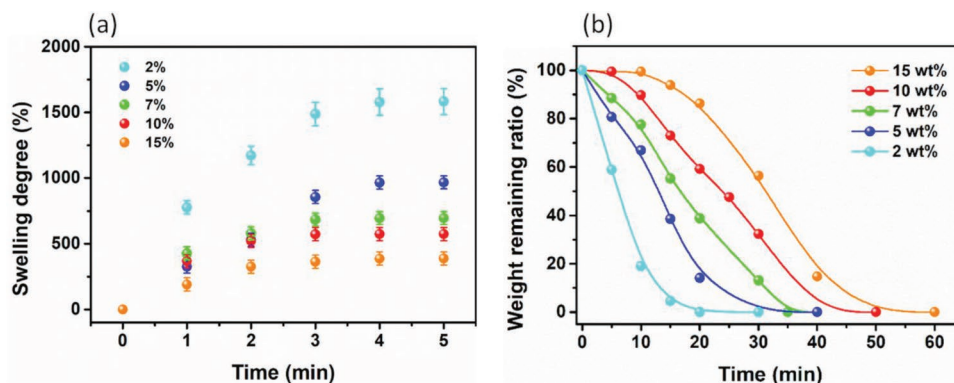 (a)
Swelling degree (%)
2000
1500
1000
500
0
2%
5%
7%
10%
15%
0 1 2 3 4 5
Time (min)
(b)
Weight remaining ratio (%)
100
80
60
40
20
0
15 wt%
10 wt%
7 wt%
5 wt%
2 wt%
0 10 20 30 40 50 60
Time (min)